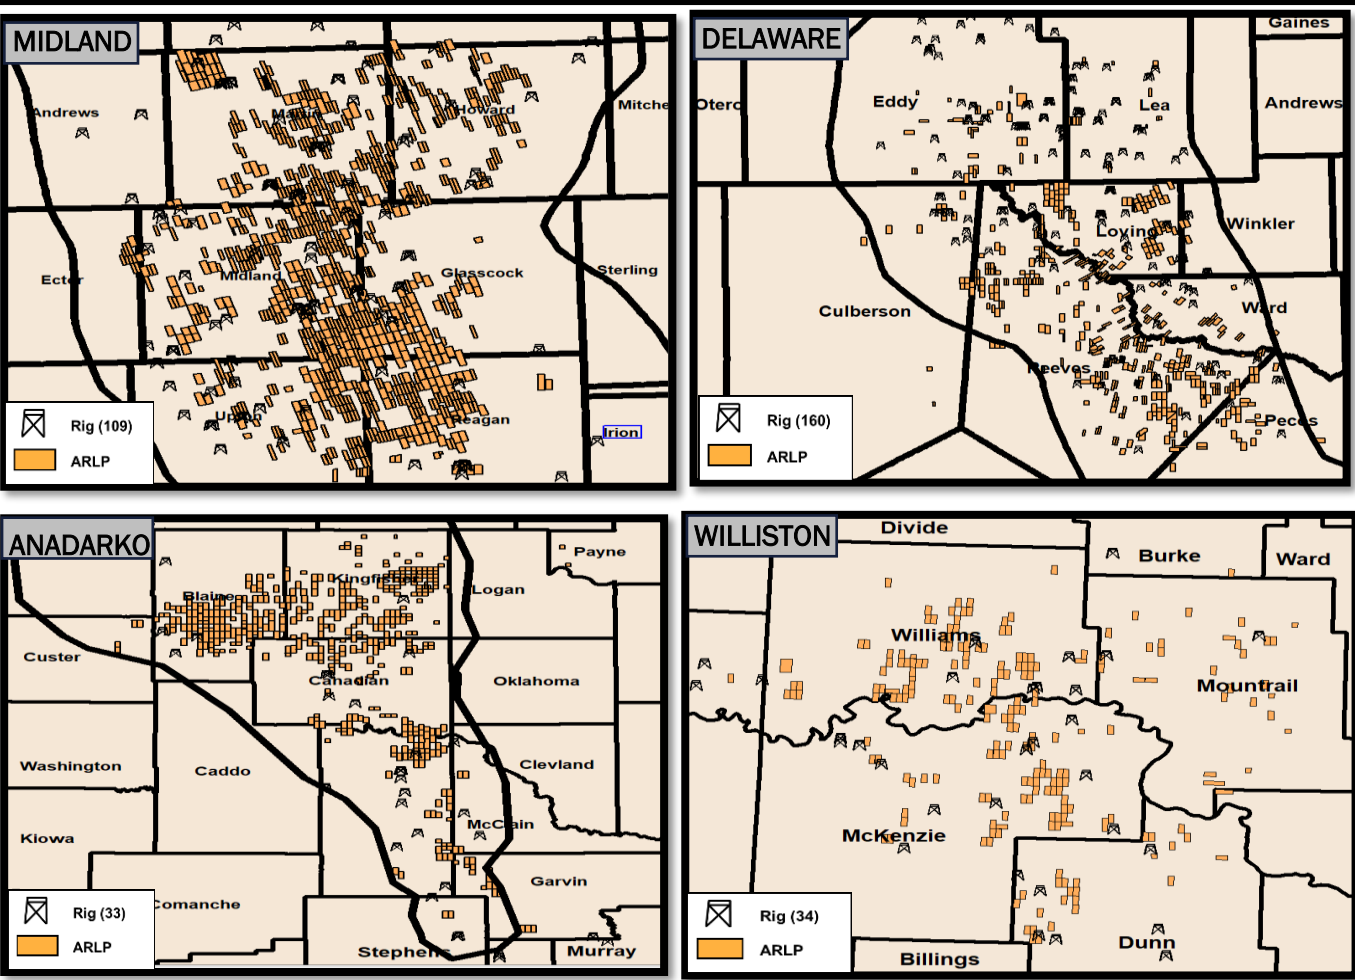 MIDLAND
Andrews
Martin
Howard
Mitche
Ector
Midland
Glasscock
Sterling
Upton
Reagan
Irion
Rig (109)
ARLP
DELAWARE
Gaines
Otero
Eddy
Lea
Andrews
Loving
Winkler
Culberson
Ward
Reeves
Pecos
Rig (160)
ARLP
ANADARKO
Payne
Kingfisher
Logan
Blaine
Custer
Canadian
Oklahoma
Washington
Caddo
Clevland
Kiowa
McClain
Garvin
Comanche
Stephens
Murray
Rig (33)
ARLP
WILLISTON
Divide
Burke
Ward
Williams
Mountrail
McKenzie
Dunn
Billings
Rig (34)
ARLP